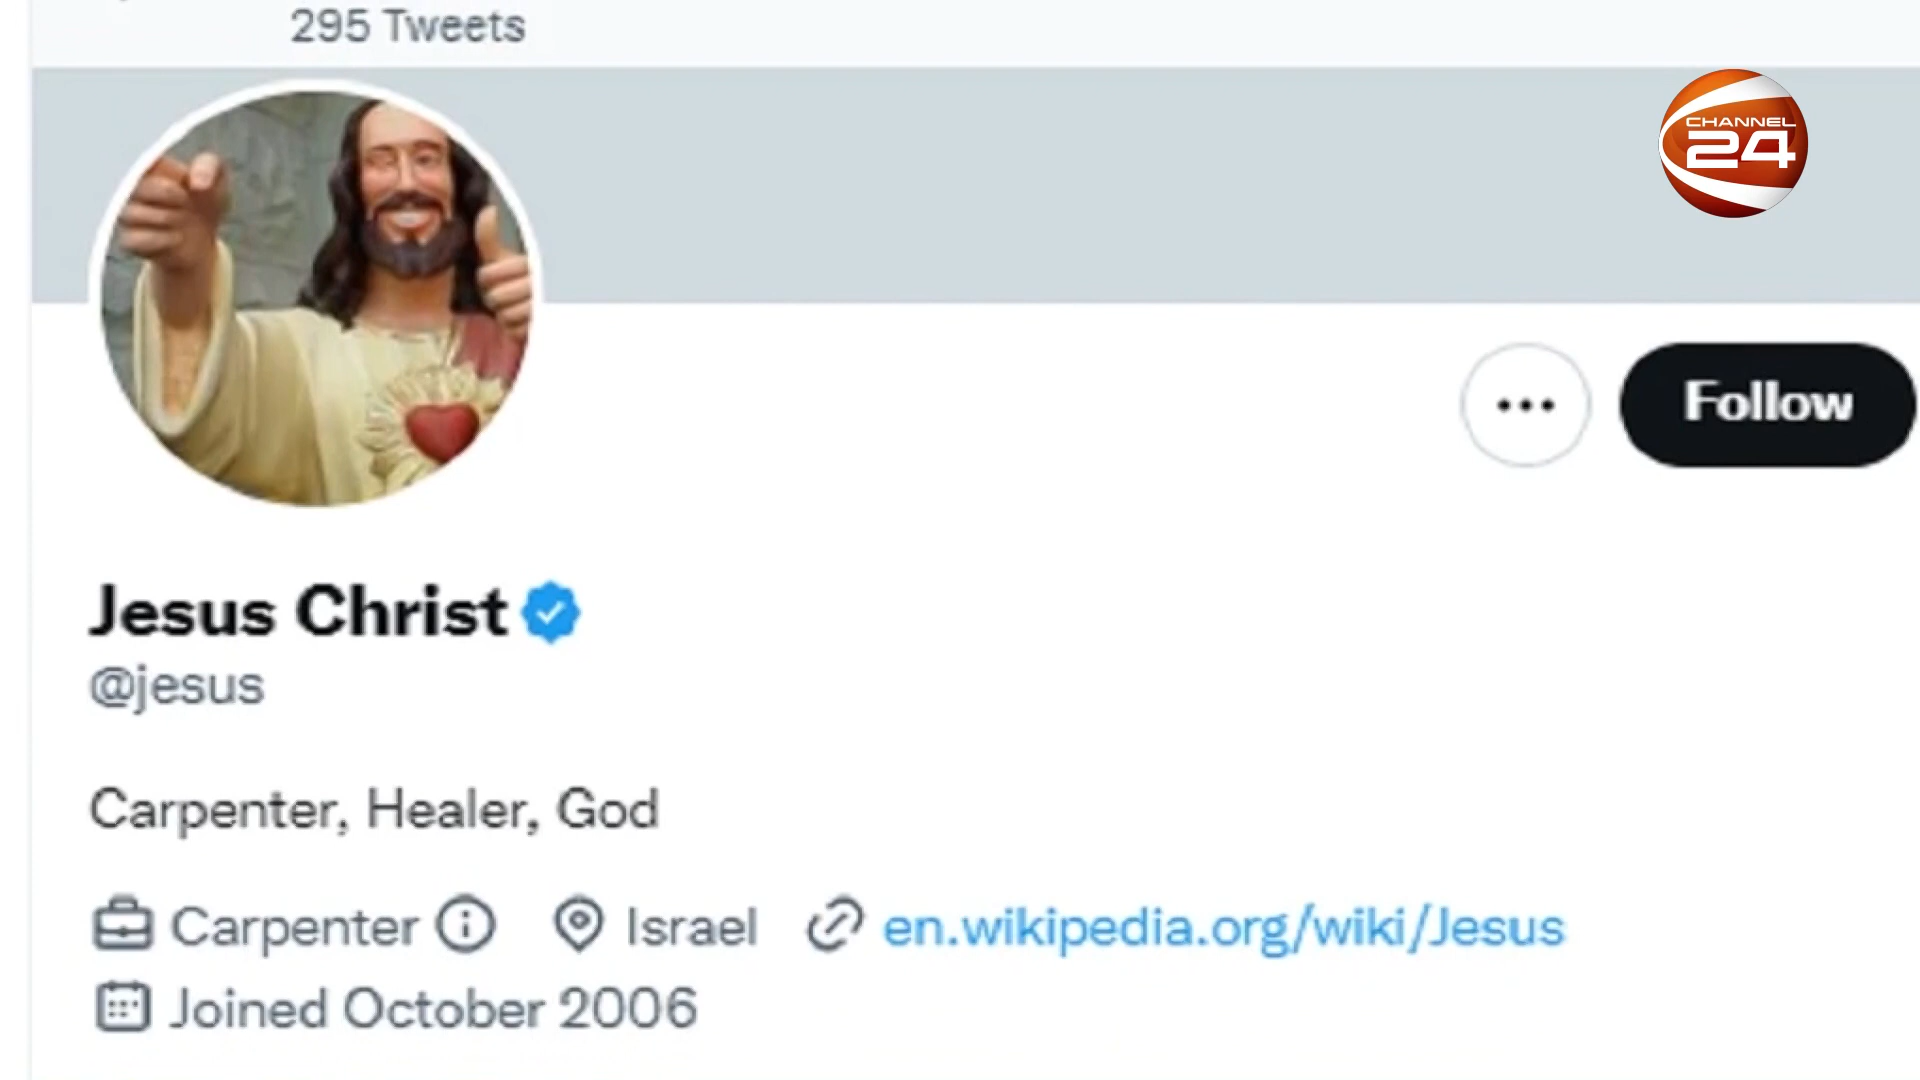 295 Tweets
CHANNEL
24
Follow
Jesus Christ
@jesus
Carpenter, Healer, God
Carpenter Israel en.wikipedia.org/wiki/Jesus
Joined October 2006